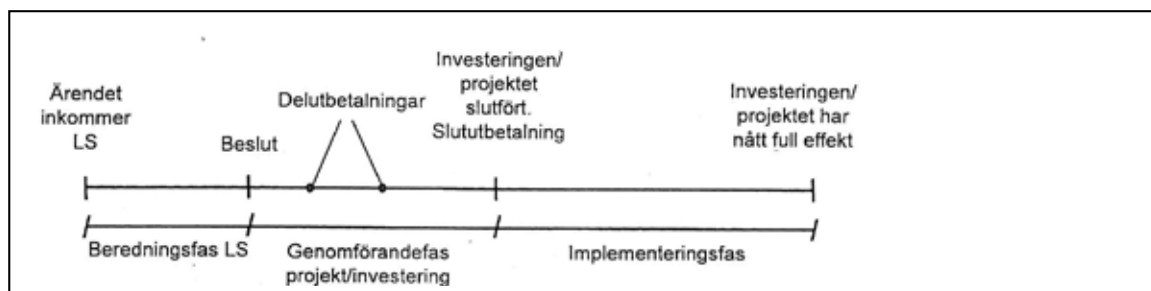 Ärendet
inkommer
LS
Beslut
Delutbetalningar
Investeringen/
projektet
slutfört.
Slututbetalning
Investeringen/
projektet har
nått full effekt
Beredningsfas LS
Genomförandefas
projekt/investering
Implementeringsfas